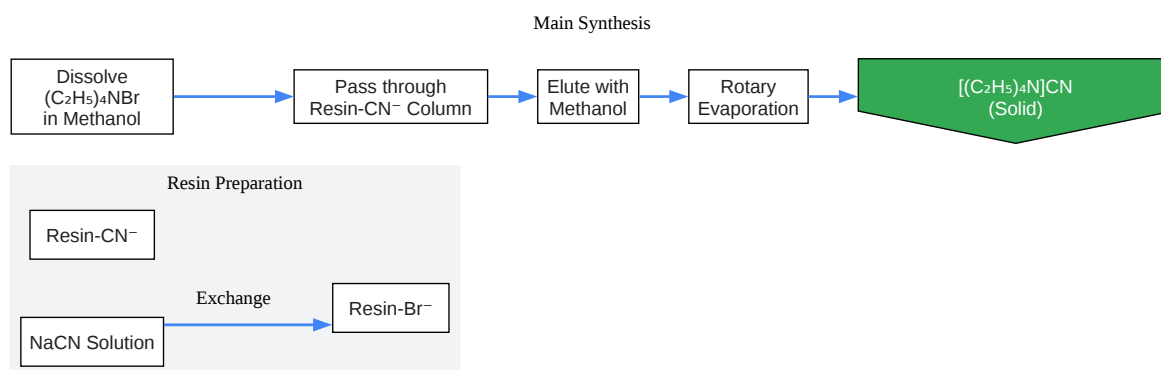 Main Synthesis
Dissolve
(C₂H₅)₄NBr
in Methanol
Pass through
Resin-CN⁻ Column
Elute with
Methanol
Rotary
Evaporation
[(C₂H₅)₄N]CN
(Solid)
Resin Preparation
Resin-CN⁻
Exchange
Resin-Br⁻
NaCN Solution